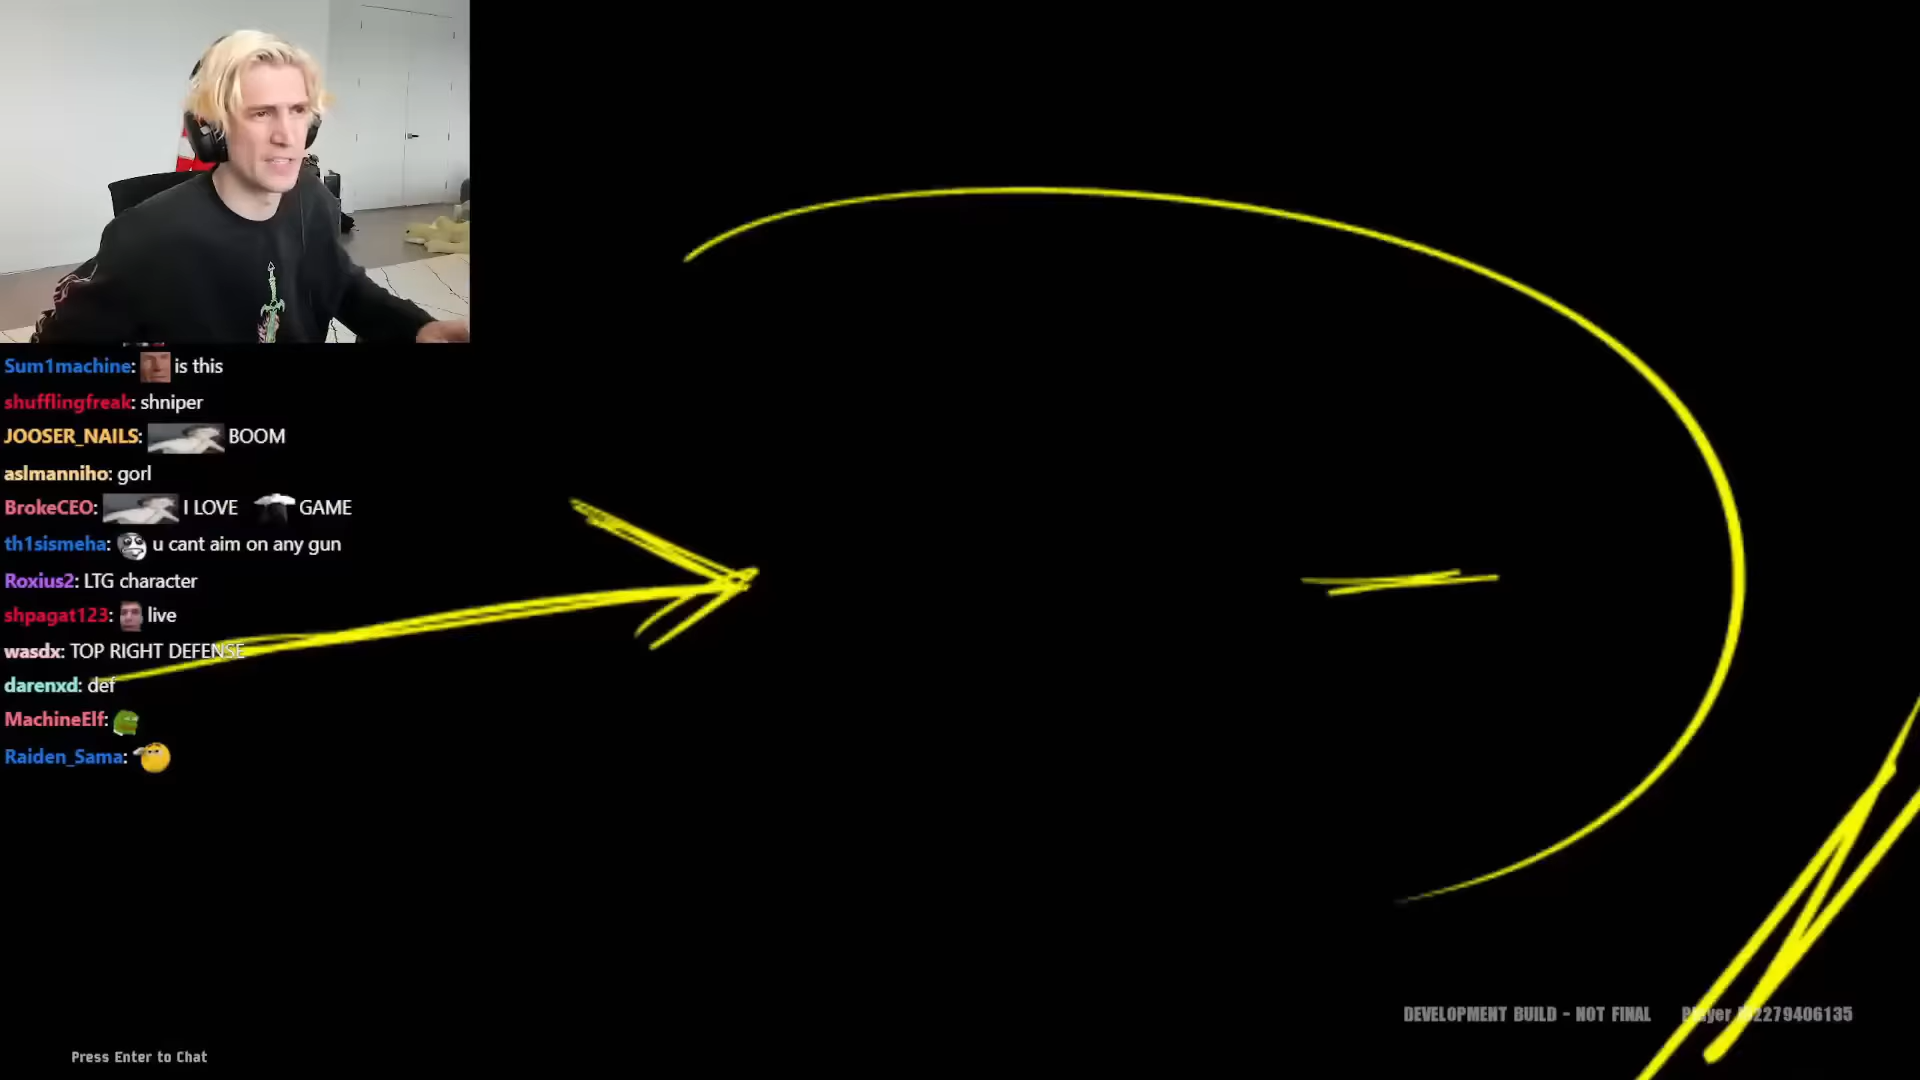 Sum1machine: is this
shufflingfreak: shniper
JOOSER_NAILS: BOOM
aslmanniho: gorl
BrokeCEO: I LOVE GAME
th1sismeha: u cant aim on any gun
Roxius2: LTG character
shpagat123: live
wasdx: TOP RIGHT DEFENSE
darenxd: def
MachineElf:
Raiden_Sama:
DEVELOPMENT BUILD - NOT FINAL Player 2279406135
Press Enter to Chat